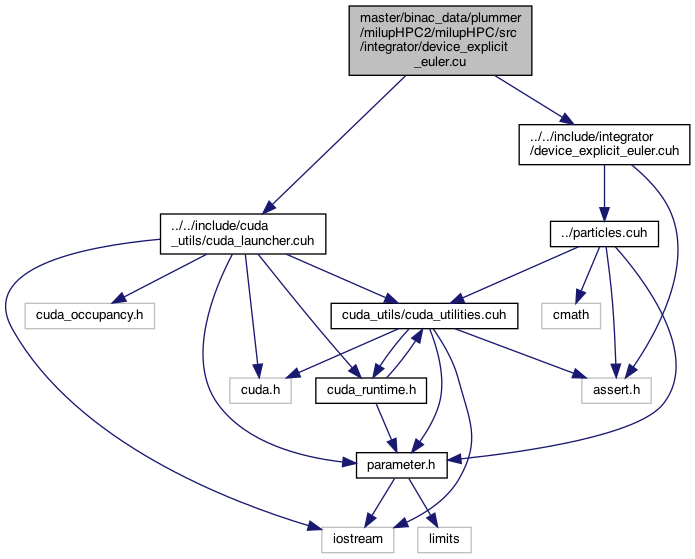 master/binac_data/plummer
/milupHPC2/milupHPC/src
/integrator/device_explicit
_euler.cu
../../include/integrator
/device_explicit_euler.cuh
../../include/cuda
_utils/cuda_launcher.cuh
../particles.cuh
cuda_occupancy.h
cuda_utils/cuda_utilities.cuh
cmath
cuda.h
cuda_runtime.h
assert.h
parameter.h
iostream
limits